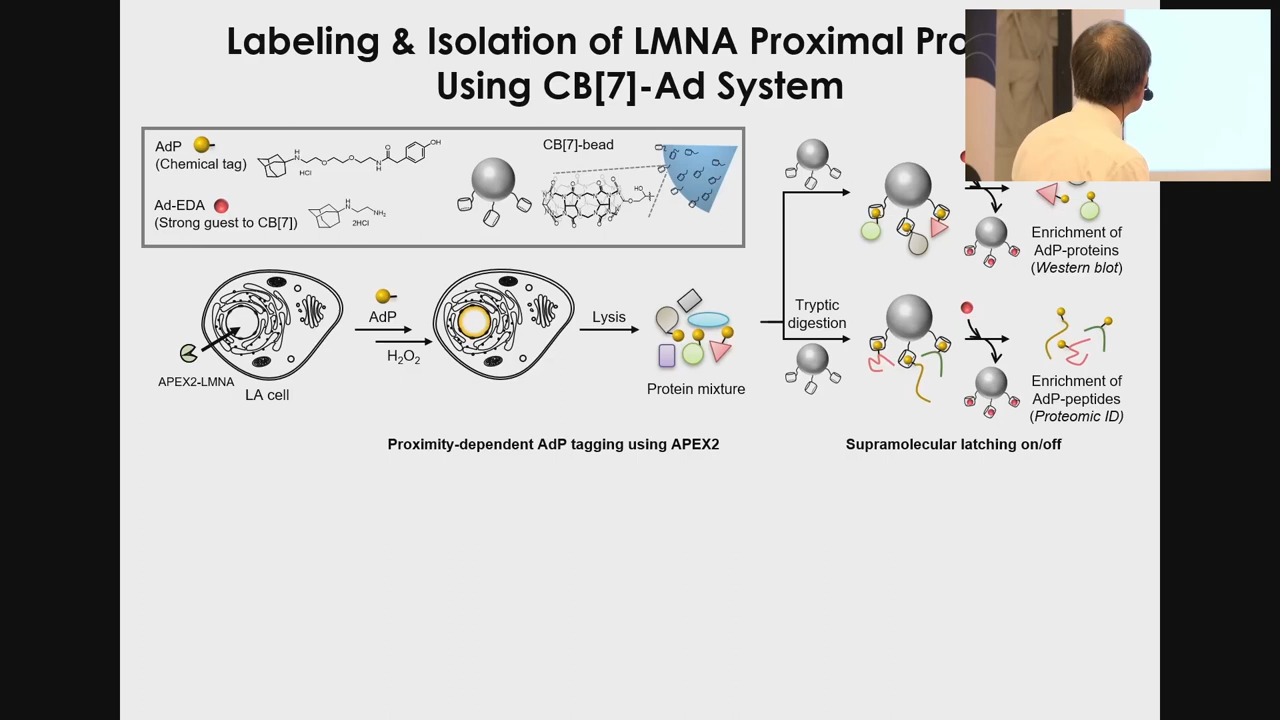 Labeling & Isolation of LMNA Proximal
Using CB[7]-Ad System
AdP
(Chemical tag)
HCl
OH
O
H
N
O
O
N
H
CB[7]-bead
HO
Ad-EDA
(Strong guest to CB[7])
H
N
NH2
2HCl
APEX2-LMNA
LA cell
AdP
H2O2
Lysis
Protein mixture
Tryptic
digestion
Enrichment of
AdP-proteins
(Western blot)
Enrichment of
AdP-peptides
(Proteomic ID)
Proximity-dependent AdP tagging using APEX2
Supramolecular latching on/off